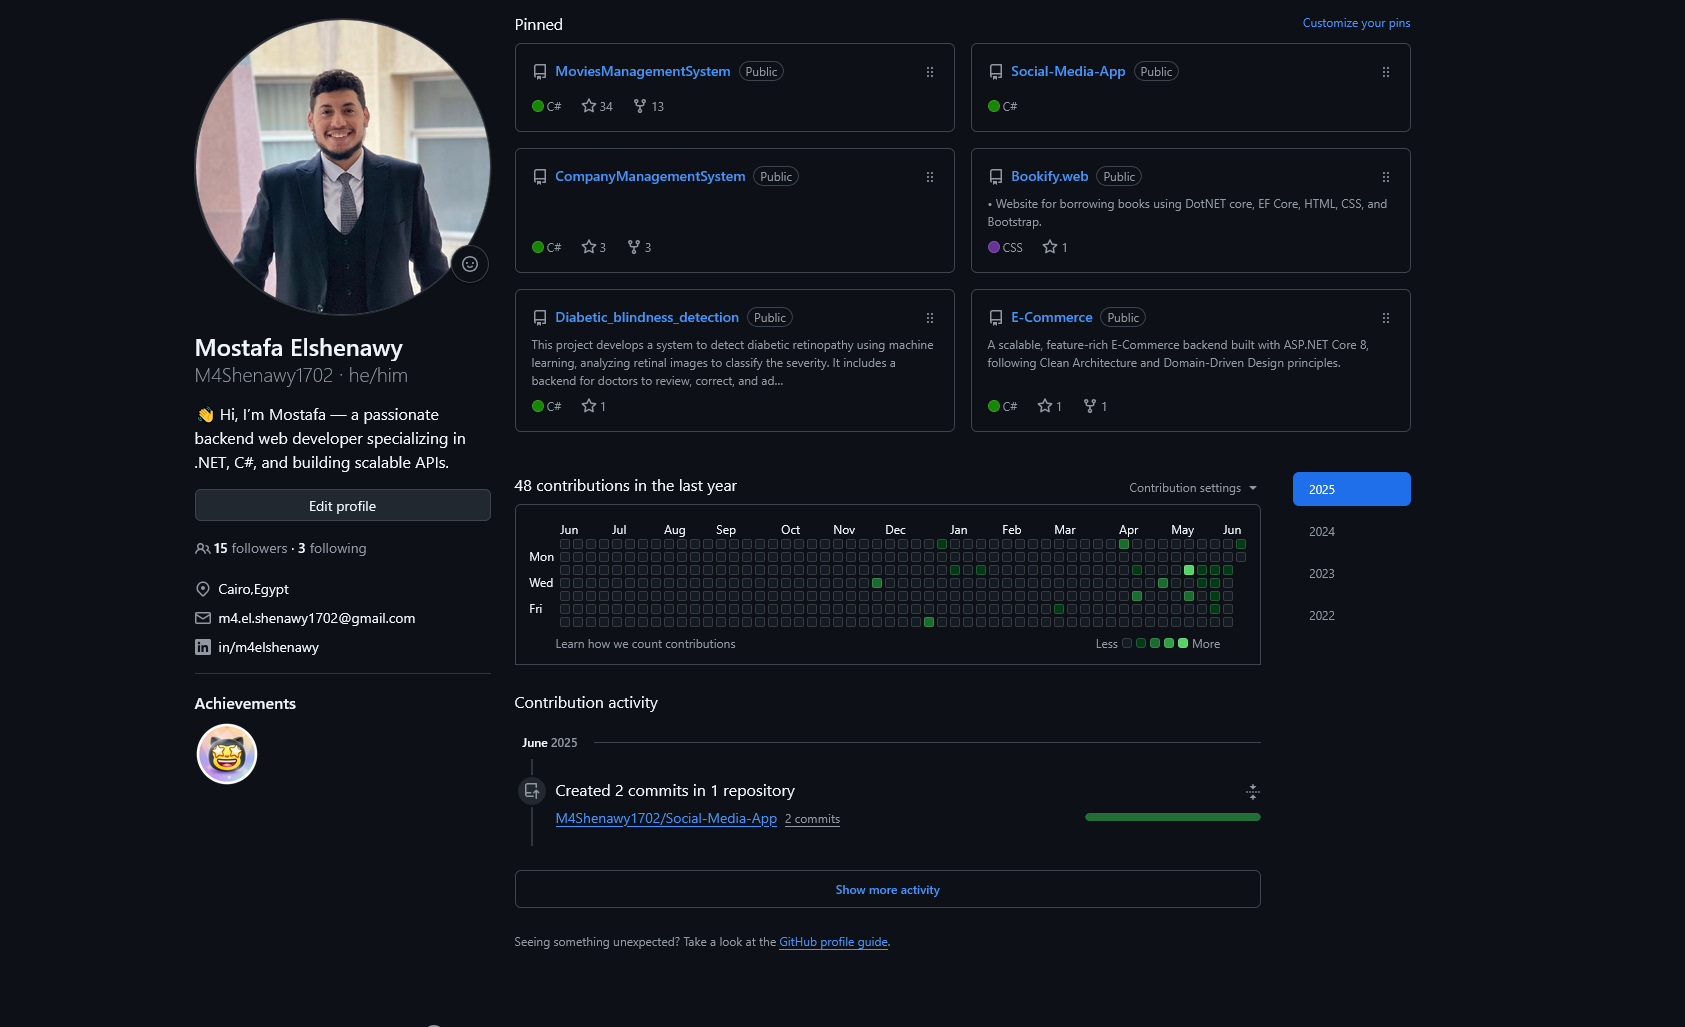 Mostafa Elshenawy
M4Shenawy1702 · he/him
👋 Hi, I'm Mostafa — a passionate
backend web developer specializing in
.NET, C#, and building scalable APIs.
Edit profile
15 followers · 3 following
Cairo,Egypt
m4.el.shenawy1702@gmail.com
in/m4elshenawy
Achievements
Pinned
Customize your pins
MoviesManagementSystem Public
C# 34 13
Social-Media-App Public
C#
CompanyManagementSystem Public
C# 3 3
Bookify.web Public
• Website for borrowing books using DotNET core, EF Core, HTML, CSS, and
Bootstrap.
CSS 1
Diabetic_blindness_detection Public
This project develops a system to detect diabetic retinopathy using machine
learning, analyzing retinal images to classify the severity. It includes a
backend for doctors to review, correct, and ad...
C# 1
E-Commerce Public
A scalable, feature-rich E-Commerce backend built with ASP.NET Core 8,
following Clean Architecture and Domain-Driven Design principles.
C# 1 1
48 contributions in the last year
Contribution settings
Jun Jul Aug Sep Oct Nov Dec Jan Feb Mar Apr May Jun
Mon
Wed
Fri
Learn how we count contributions
Less More
2025
2024
2023
2022
Contribution activity
June 2025
Created 2 commits in 1 repository
M4Shenawy1702/Social-Media-App 2 commits
Show more activity
Seeing something unexpected? Take a look at the GitHub profile guide.